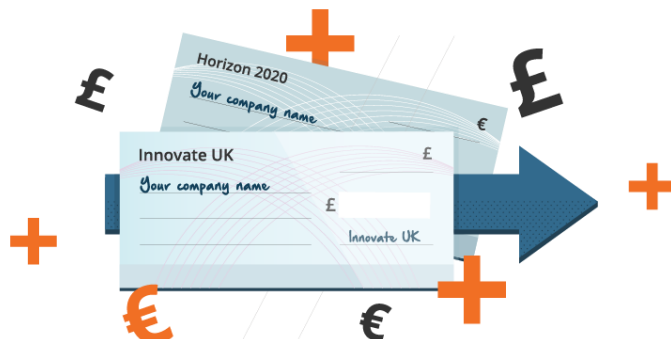 £
£
Horizon 2020
Your company name
€
Innovate UK
£
Your company name
£
Innovate UK
€
€